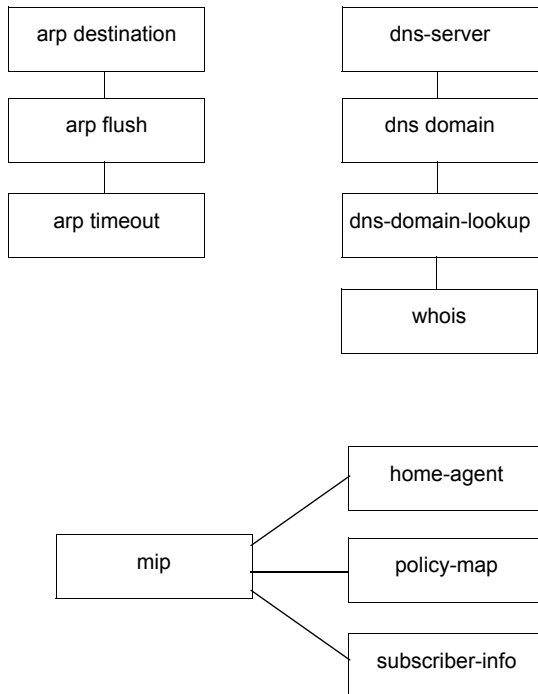 arp destination
arp flush
arp timeout
dns-server
dns domain
dns-domain-lookup
whois
mip
home-agent
policy-map
subscriber-info